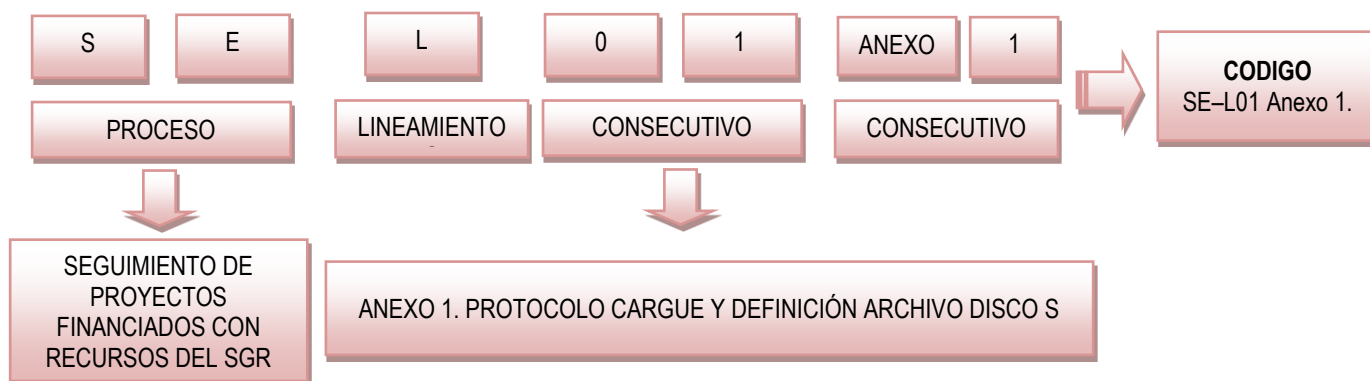 S E L 0 1 ANEXO 1
CODIGO
SE–L01 Anexo 1.
PROCESO LINEAMIENTO CONSECUTIVO CONSECUTIVO
SEGUIMIENTO DE
PROYECTOS
FINANCIADOS CON
RECURSOS DEL SGR
ANEXO 1. PROTOCOLO CARGUE Y DEFINICIÓN ARCHIVO DISCO S